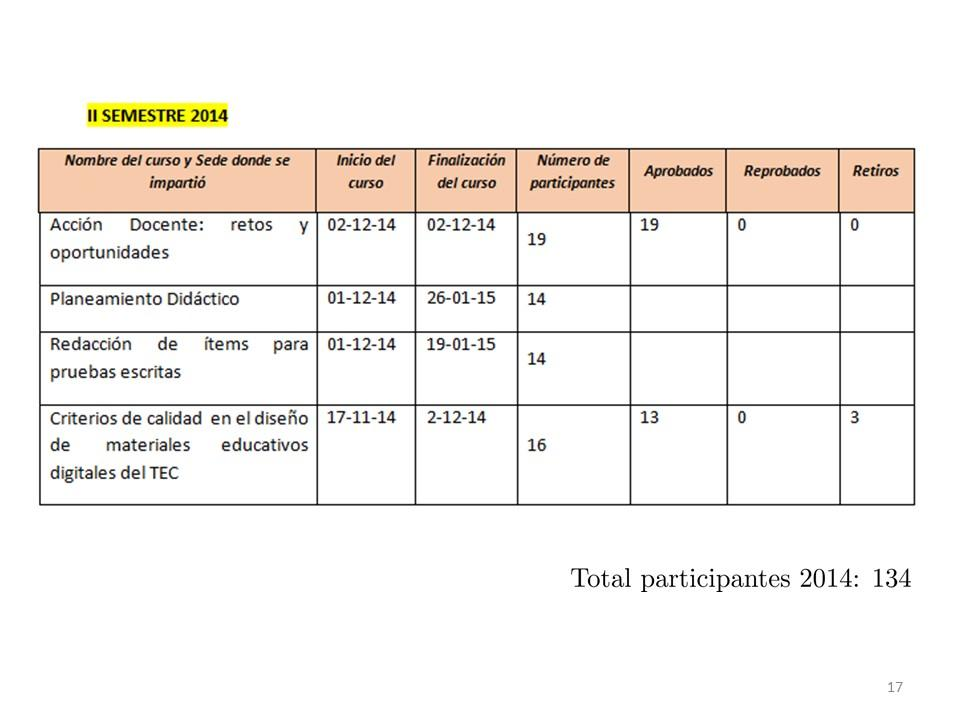 II SEMESTRE 2014
Nombre del curso y Sede donde se impartió | Inicio del curso | Finalización del curso | Número de participantes | Aprobados | Reprobados | Retiros
Acción Docente: retos y oportunidades | 02-12-14 | 02-12-14 | 19 | 19 | 0 | 0
Planeamiento Didáctico | 01-12-14 | 26-01-15 | 14
Redacción de ítems para pruebas escritas | 01-12-14 | 19-01-15 | 14
Criterios de calidad en el diseño de materiales educativos digitales del TEC | 17-11-14 | 2-12-14 | 16 | 13 | 0 | 3
Total participantes 2014: 134
17